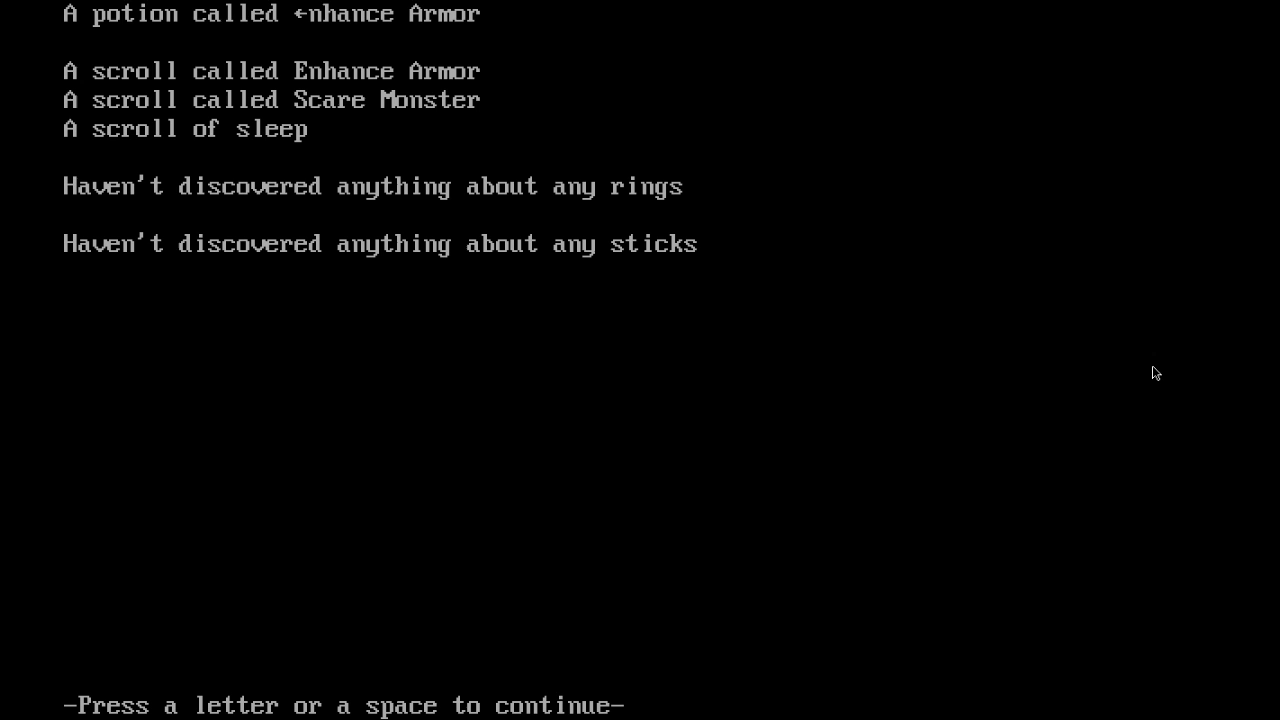 A potion called ←nhance Armor
A scroll called Enhance Armor
A scroll called Scare Monster
A scroll of sleep
Haven't discovered anything about any rings
Haven't discovered anything about any sticks
-Press a letter or a space to continue-